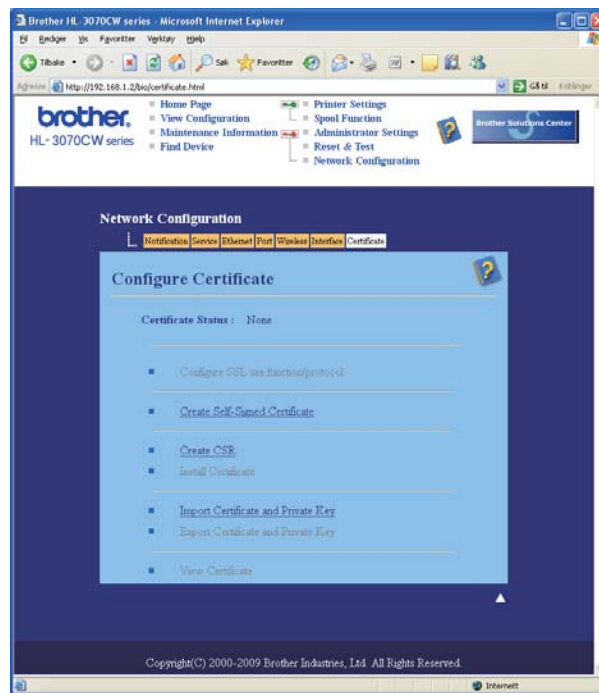 Brother HL-3070CW series - Microsoft Internet Explorer
Fil Rediger Vis Favoritter Verktøy Hjelp
Tilbake Søk Favoritter
Adresse http://192.168.1.2/bio/certificate.html Gå til Koblinger
brother.
HL-3070CW series
Home Page
View Configuration
Maintenance Information
Find Device
Printer Settings
Spool Function
Administrator Settings
Reset & Test
Network Configuration
Brother Solutions Center
Network Configuration
Notification Service Ethernet Port Wireless Interface Certificate
Configure Certificate
Certificate Status : None
Configure SSL use function/protocol
Create Self-Signed Certificate
Create CSR
Install Certificate
Import Certificate and Private Key
Export Certificate and Private Key
View Certificate
Copyright(C) 2000-2009 Brother Industries, Ltd. All Rights Reserved.
Internett